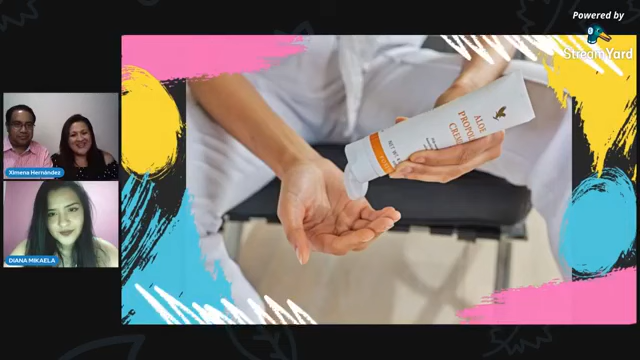 Powered by
StreamYard
ALOE
PROPOLIS
CREME
Ximena Hernández
DIANA MIKAELA